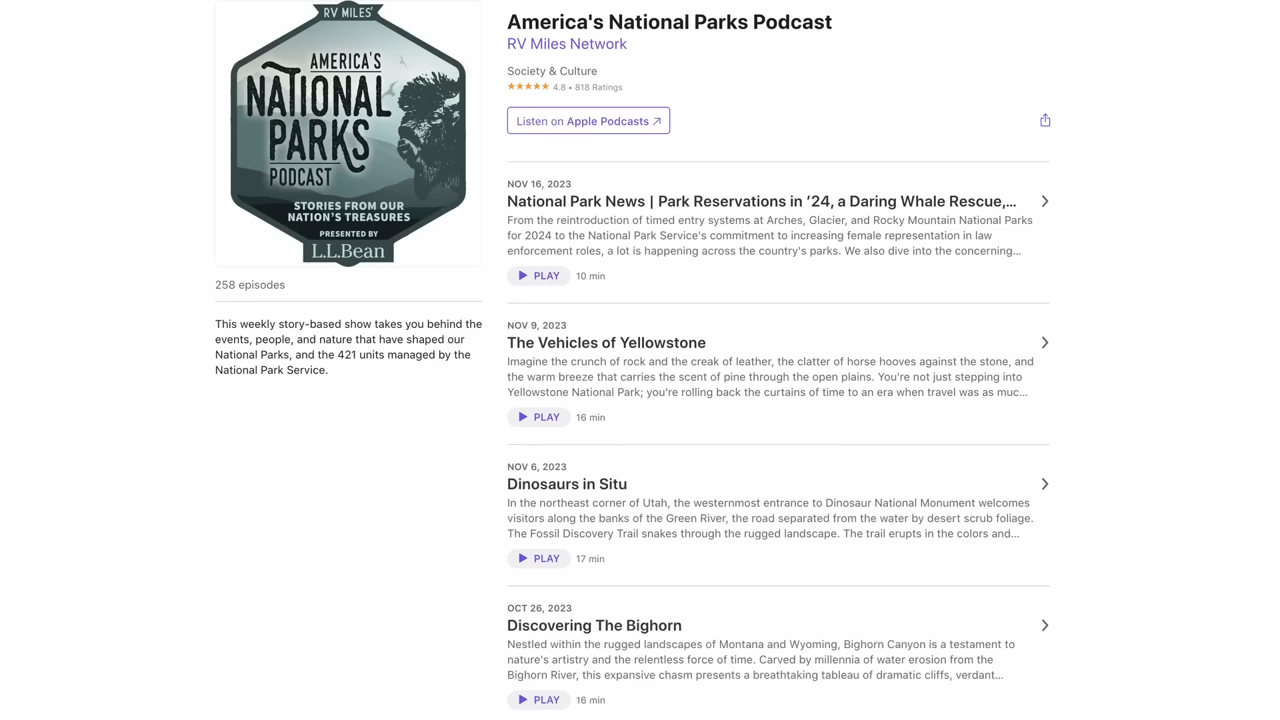 RV MILES'
AMERICA'S
NATIONAL
PARKS
PODCAST
STORIES FROM OUR
NATION'S TREASURES
PRESENTED BY
L.L.Bean
258 episodes
This weekly story-based show takes you behind the
events, people, and nature that have shaped our
National Parks, and the 421 units managed by the
National Park Service.
America's National Parks Podcast
RV Miles Network
Society & Culture
★★★★★ 4.8 • 818 Ratings
Listen on Apple Podcasts ↗
NOV 16, 2023
National Park News | Park Reservations in ’24, a Daring Whale Rescue,...
From the reintroduction of timed entry systems at Arches, Glacier, and Rocky Mountain National Parks
for 2024 to the National Park Service's commitment to increasing female representation in law
enforcement roles, a lot is happening across the country's parks. We also dive into the concerning...
PLAY 10 min
NOV 9, 2023
The Vehicles of Yellowstone
Imagine the crunch of rock and the creak of leather, the clatter of horse hooves against the stone, and
the warm breeze that carries the scent of pine through the open plains. You're not just stepping into
Yellowstone National Park; you're rolling back the curtains of time to an era when travel was as muc...
PLAY 16 min
NOV 6, 2023
Dinosaurs in Situ
In the northeast corner of Utah, the westernmost entrance to Dinosaur National Monument welcomes
visitors along the banks of the Green River, the road separated from the water by desert scrub foliage.
The Fossil Discovery Trail snakes through the rugged landscape. The trail erupts in the colors and...
PLAY 17 min
OCT 26, 2023
Discovering The Bighorn
Nestled within the rugged landscapes of Montana and Wyoming, Bighorn Canyon is a testament to
nature's artistry and the relentless force of time. Carved by millennia of water erosion from the
Bighorn River, this expansive chasm presents a breathtaking tableau of dramatic cliffs, verdant...
PLAY 16 min